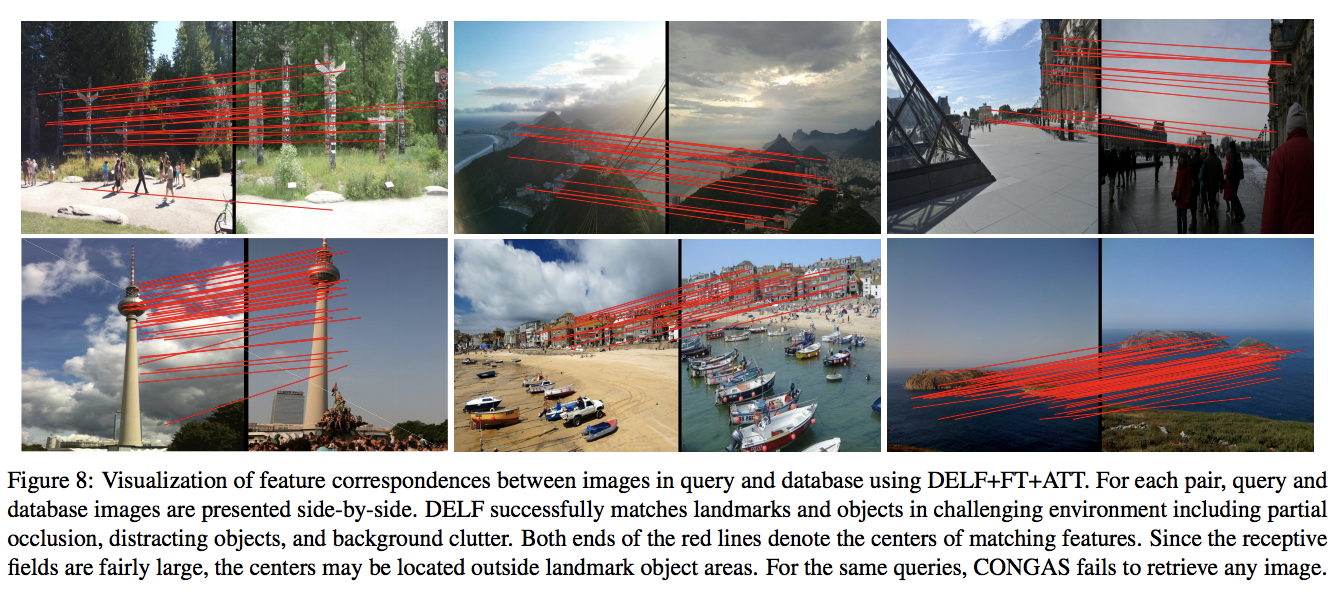 Figure 8: Visualization of feature correspondences between images in query and database using DELF+FT+ATT. For each pair, query and
database images are presented side-by-side. DELF successfully matches landmarks and objects in challenging environment including partial
occlusion, distracting objects, and background clutter. Both ends of the red lines denote the centers of matching features. Since the receptive
fields are fairly large, the centers may be located outside landmark object areas. For the same queries, CONGAS fails to retrieve any image.